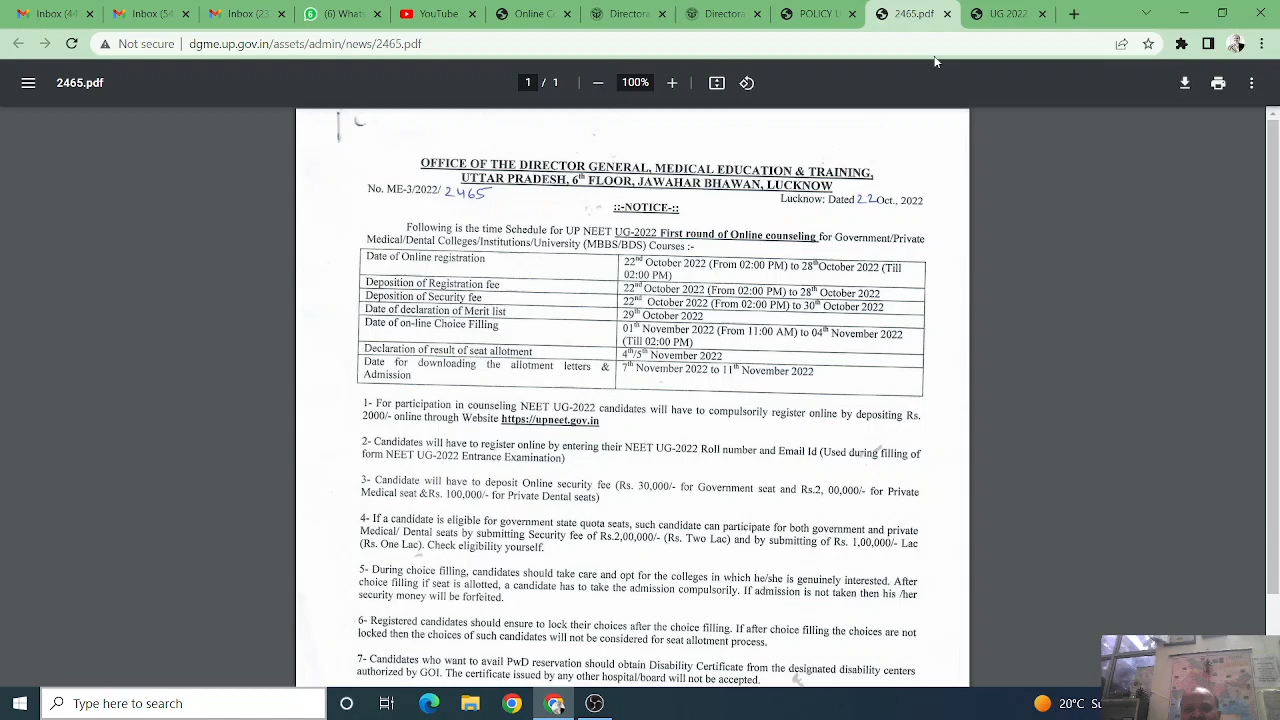 Inbox (44
Inbox (54
Inbox (23
(6) Whats
YouTube
Online Co
Directora
Directora
POLICY U
2465.pdf
UG 2022
Not secure
dgme.up.gov.in/assets/admin/news/2465.pdf
2465.pdf
1 / 1
100%
OFFICE OF THE DIRECTOR GENERAL, MEDICAL EDUCATION & TRAINING,
UTTAR PRADESH, 6th FLOOR, JAWAHAR BHAWAN, LUCKNOW
No. ME-3/2022/ 2465
Lucknow: Dated 22 Oct., 2022
::-NOTICE-::
Following is the time Schedule for UP NEET UG-2022 First round of Online counseling for Government/Private
Medical/Dental Colleges/Institutions/University (MBBS/BDS) Courses :-
Date of Online registration
22nd October 2022 (From 02:00 PM) to 28th October 2022 (Till
02:00 PM)
Deposition of Registration fee
22nd October 2022 (From 02:00 PM) to 28th October 2022
Deposition of Security fee
22nd October 2022 (From 02:00 PM) to 30th October 2022
Date of declaration of Merit list
29th October 2022
Date of on-line Choice Filling
01th November 2022 (From 11:00 AM) to 04th November 2022
(Till 02:00 PM)
Declaration of result of seat allotment
4th/5th November 2022
Date for downloading the allotment letters &
Admission
7th November 2022 to 11th November 2022
1- For participation in counseling NEET UG-2022 candidates will have to compulsorily register online by depositing Rs.
2000/- online through Website https://upneet.gov.in
2- Candidates will have to register online by entering their NEET UG-2022 Roll number and Email Id (Used during filling of
form NEET UG-2022 Entrance Examination)
3- Candidate will have to deposit Online security fee (Rs. 30,000/- for Government seat and Rs.2, 00,000/- for Private
Medical seat &Rs. 100,000/- for Private Dental seats)
4- If a candidate is eligible for government state quota seats, such candidate can participate for both government and private
Medical/ Dental seats by submitting Security fee of Rs.2,00,000/- (Rs. Two Lac) and by submitting of Rs. 1,00,000/- Lac
(Rs. One Lac). Check eligibility yourself.
5- During choice filling, candidates should take care and opt for the colleges in which he/she is genuinely interested. After
choice filling if seat is allotted, a candidate has to take the admission compulsorily. If admission is not taken then his /her
security money will be forfeited.
6- Registered candidates should ensure to lock their choices after the choice filling. If after choice filling the choices are not
locked then the choices of such candidates will not be considered for seat allotment process.
7- Candidates who want to avail PwD reservation should obtain Disability Certificate from the designated disability centers
authorized by GOI. The certificate issued by any other hospital/board will not be accepted.
Type here to search
20°C